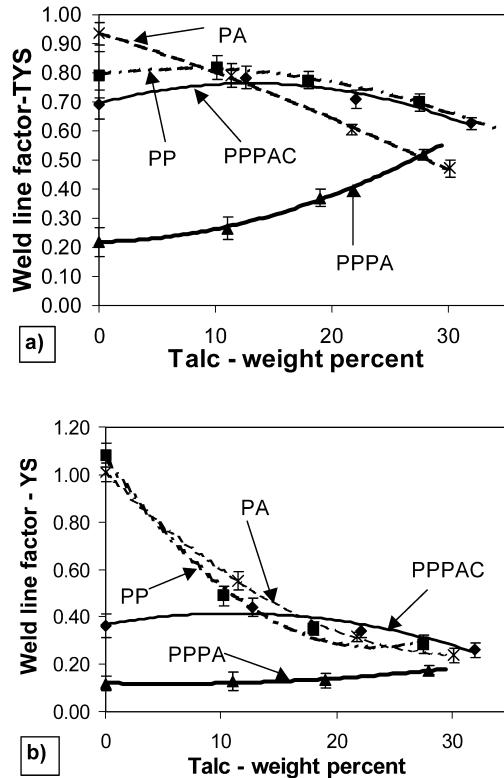 Weld line factor-TYS
1.00
0.90
0.80
0.70
0.60
0.50
0.40
0.30
0.20
0.10
0.00
PA
PP
PPPAC
PPPA
0
10
20
30
Talc - weight percent
a)
Weld line factor - YS
1.20
1.00
0.80
0.60
0.40
0.20
0.00
PA
PPPAC
PP
PPPA
0
10
20
30
Talc - weight percent
b)